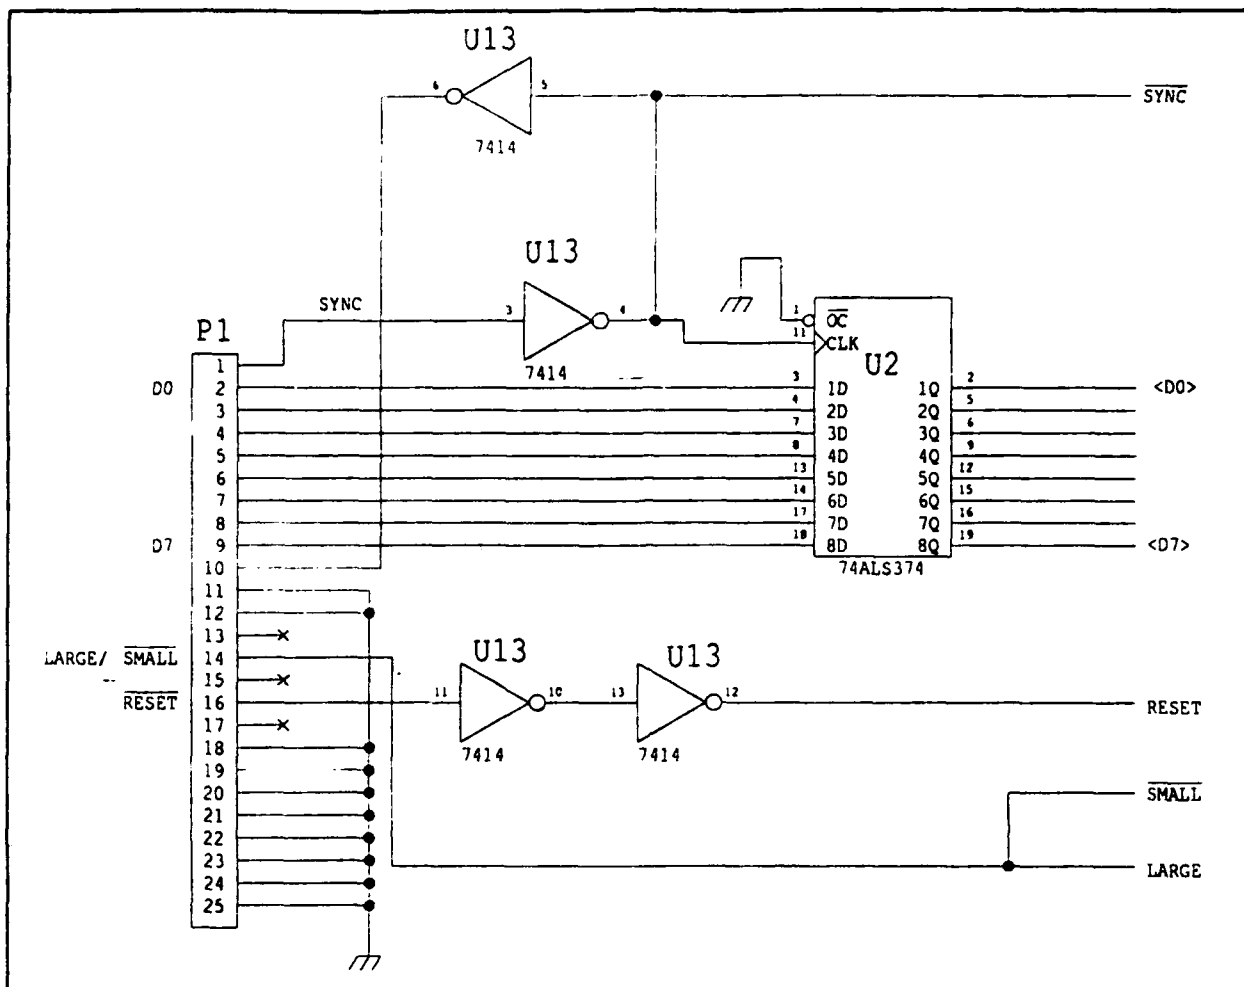 U13
6 5
7414
SYNC
U13
SYNC 3 4
7414
P1
1 OC
11 CLK
U2
1
D0 2 3 1D 1Q 2 <D0>
3 4 2D 2Q 5
4 7 3D 3Q 6
5 8 4D 4Q 9
6 13 5D 5Q 12
7 14 6D 6Q 15
8 17 7D 7Q 16
D7 9 18 8D 8Q 19 <D7>
74ALS374
10
11
12
13
LARGE/ SMALL 14
15
RESET 16
17
18
19
20
21
22
23
24
25
U13
11 10
7414
U13
13 12
7414
RESET
SMALL
LARGE